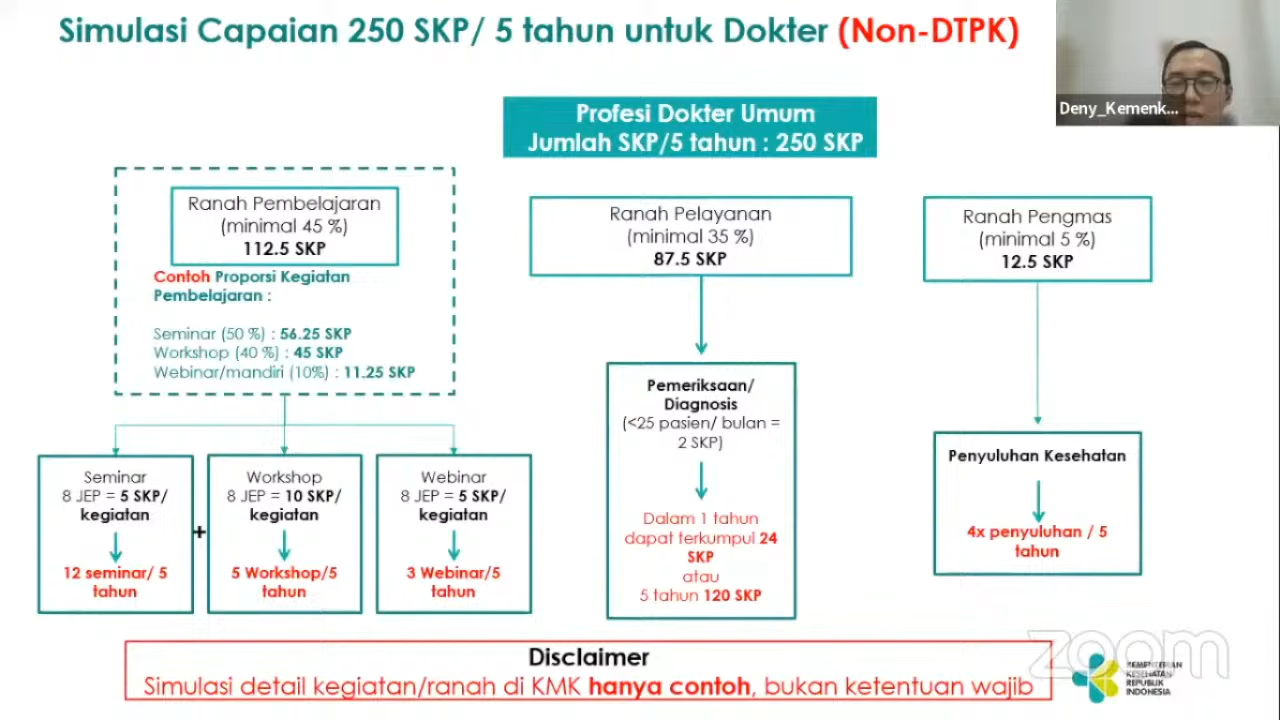 Simulasi Capaian 250 SKP/ 5 tahun untuk Dokter (Non-DTPK)
Deny_Kemenk...
Profesi Dokter Umum
Jumlah SKP/5 tahun : 250 SKP
Ranah Pembelajaran
(minimal 45 %)
112.5 SKP
Contoh Proporsi Kegiatan
Pembelajaran :
Seminar (50 %) : 56.25 SKP
Workshop (40 %) : 45 SKP
Webinar/mandiri (10%) : 11.25 SKP
Seminar
8 JEP = 5 SKP/
kegiatan
12 seminar/ 5
tahun
+
Workshop
8 JEP = 10 SKP/
kegiatan
5 Workshop/5
tahun
Webinar
8 JEP = 5 SKP/
kegiatan
3 Webinar/5
tahun
Ranah Pelayanan
(minimal 35 %)
87.5 SKP
Pemeriksaan/
Diagnosis
(<25 pasien/ bulan =
2 SKP)
Dalam 1 tahun
dapat terkumpul 24
SKP
atau
5 tahun 120 SKP
Ranah Pengmas
(minimal 5 %)
12.5 SKP
Penyuluhan Kesehatan
4x penyuluhan / 5
tahun
Disclaimer
Simulasi detail kegiatan/ranah di KMK hanya contoh, bukan ketentuan wajib
zoom
KEMENTERIAN
KESEHATAN
REPUBLIK
INDONESIA